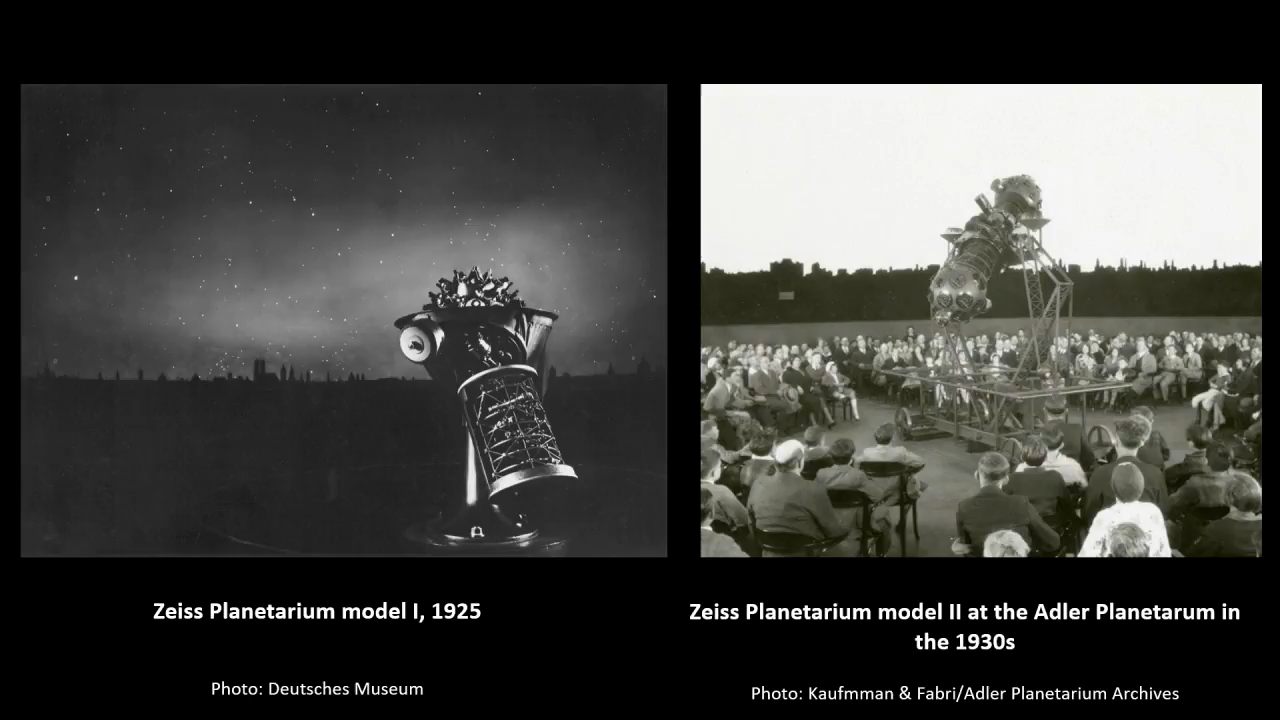 Zeiss Planetarium model I, 1925
Photo: Deutsches Museum
Zeiss Planetarium model II at the Adler Planetarum in
the 1930s
Photo: Kaufmman & Fabri/Adler Planetarium Archives